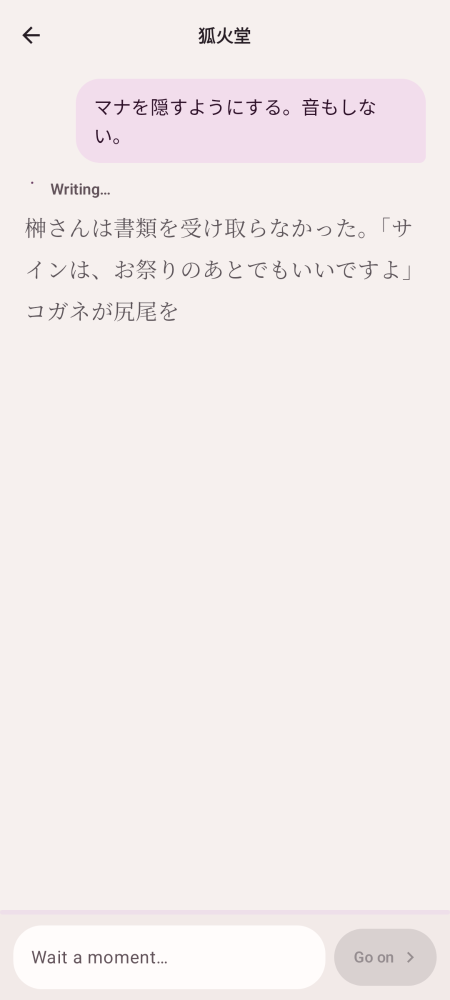 狐火堂
マナを隠すようにする。音もしな
い。
Writing…
榊さんは書類を受け取らなかった。「サ
インは、お祭りのあとでもいいですよ」
コガネが尻尾を
Wait a moment…
Go on